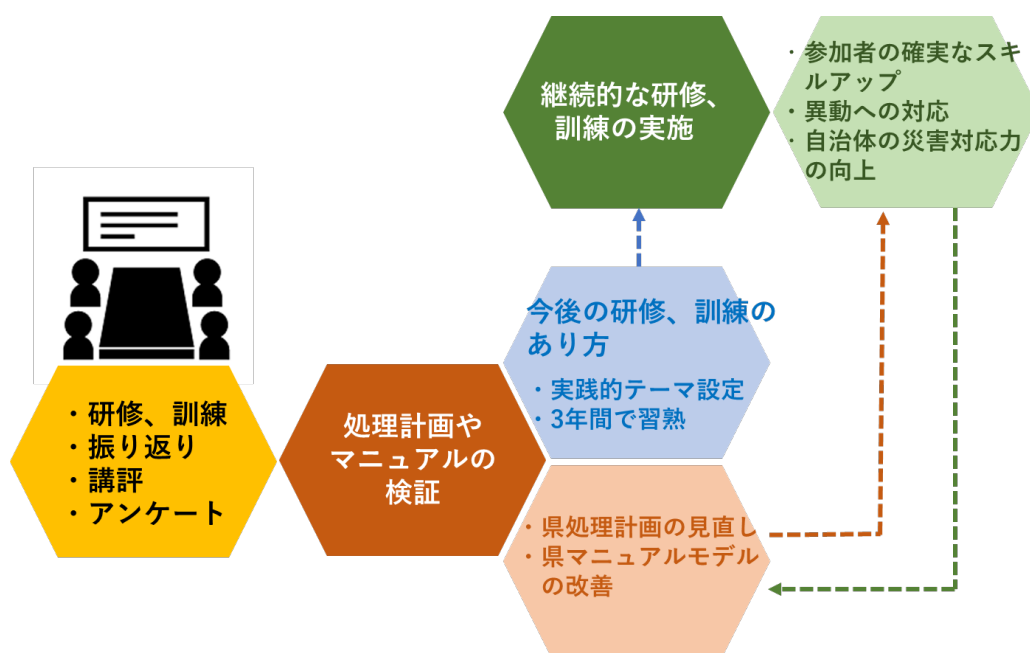 ・研修、訓練
・振り返り
・講評
・アンケート
処理計画や
マニュアルの
検証
継続的な研修、
訓練の実施
・参加者の確実なスキ
ルアップ
・異動への対応
・自治体の災害対応力
の向上
今後の研修、訓練の
あり方
・実践的テーマ設定
・3年間で習熟
・県処理計画の見直し
・県マニュアルモデル
の改善